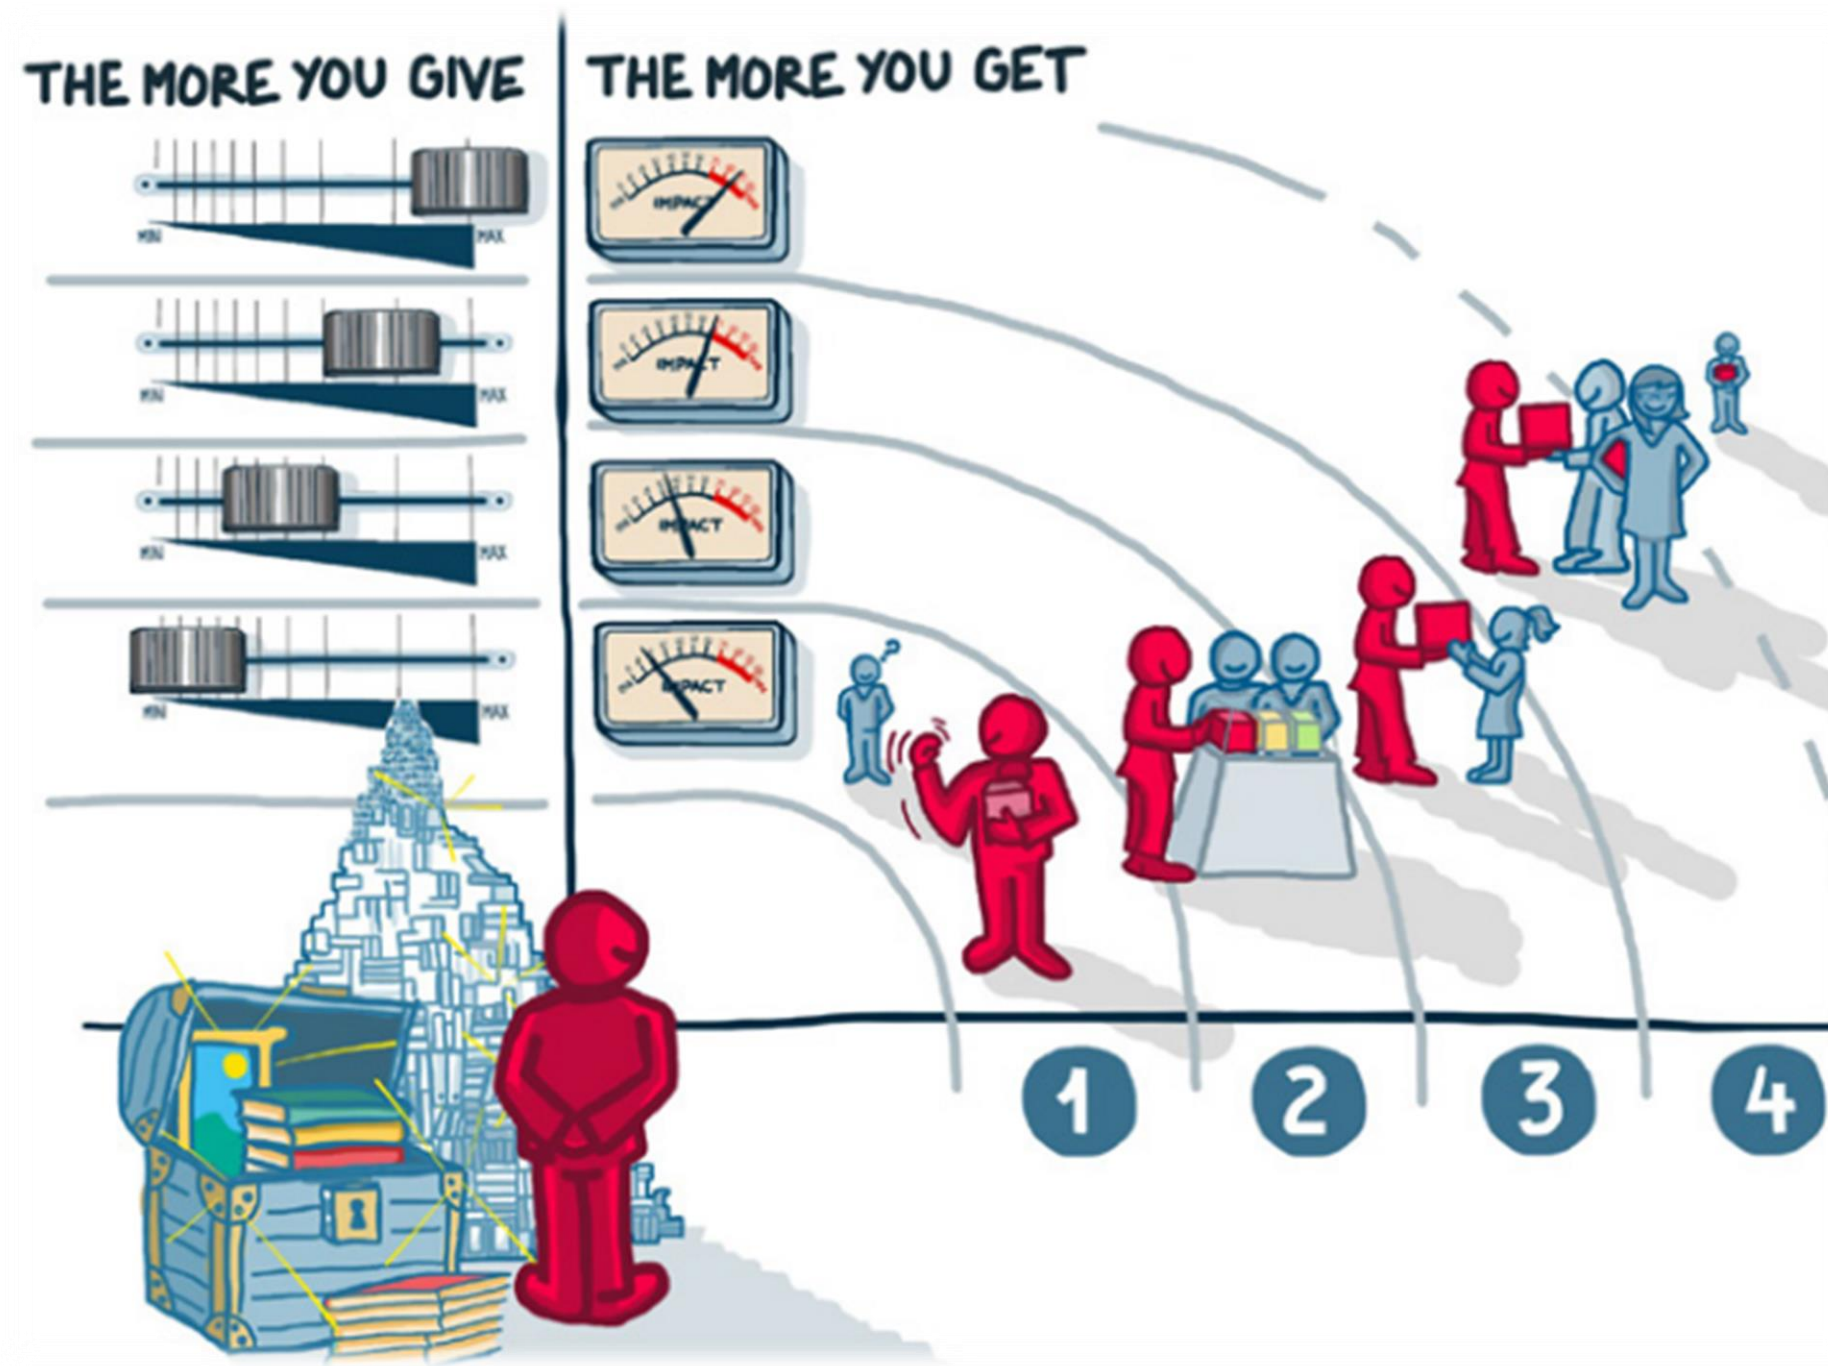 THE MORE YOU GIVE
THE MORE YOU GET
MIN
MAX
IMPACT
MIN
MAX
IMPACT
MIN
MAX
IMPACT
MIN
MAX
IMPACT
?
1
2
3
4